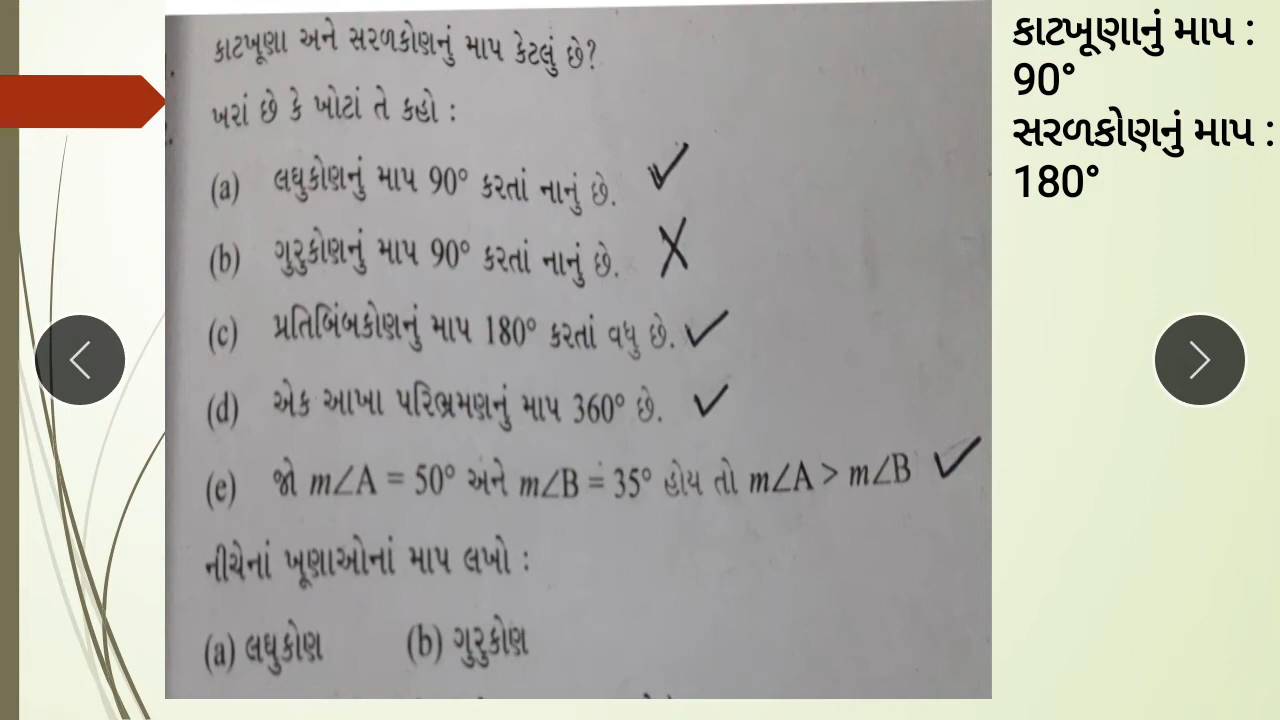 કાટખૂણા અને સરળકોણનું માપ કેટલું છે?
ખરાં છે કે ખોટાં તે કહો :
(a) લઘુકોણનું માપ 90° કરતાં નાનું છે. ✓
(b) ગુરુકોણનું માપ 90° કરતાં નાનું છે. X
(c) પ્રતિબિંબકોણનું માપ 180° કરતાં વધુ છે. ✓
(d) એક આખા પરિભ્રમણનું માપ 360° છે. ✓
(e) જો m∠A = 50° અને m∠B = 35° હોય તો m∠A > m∠B ✓
નીચેનાં ખૂણાઓનાં માપ લખો :
(a) લઘુકોણ (b) ગુરુકોણ
કાટખૂણાનું માપ :
90°
સરળકોણનું માપ :
180°